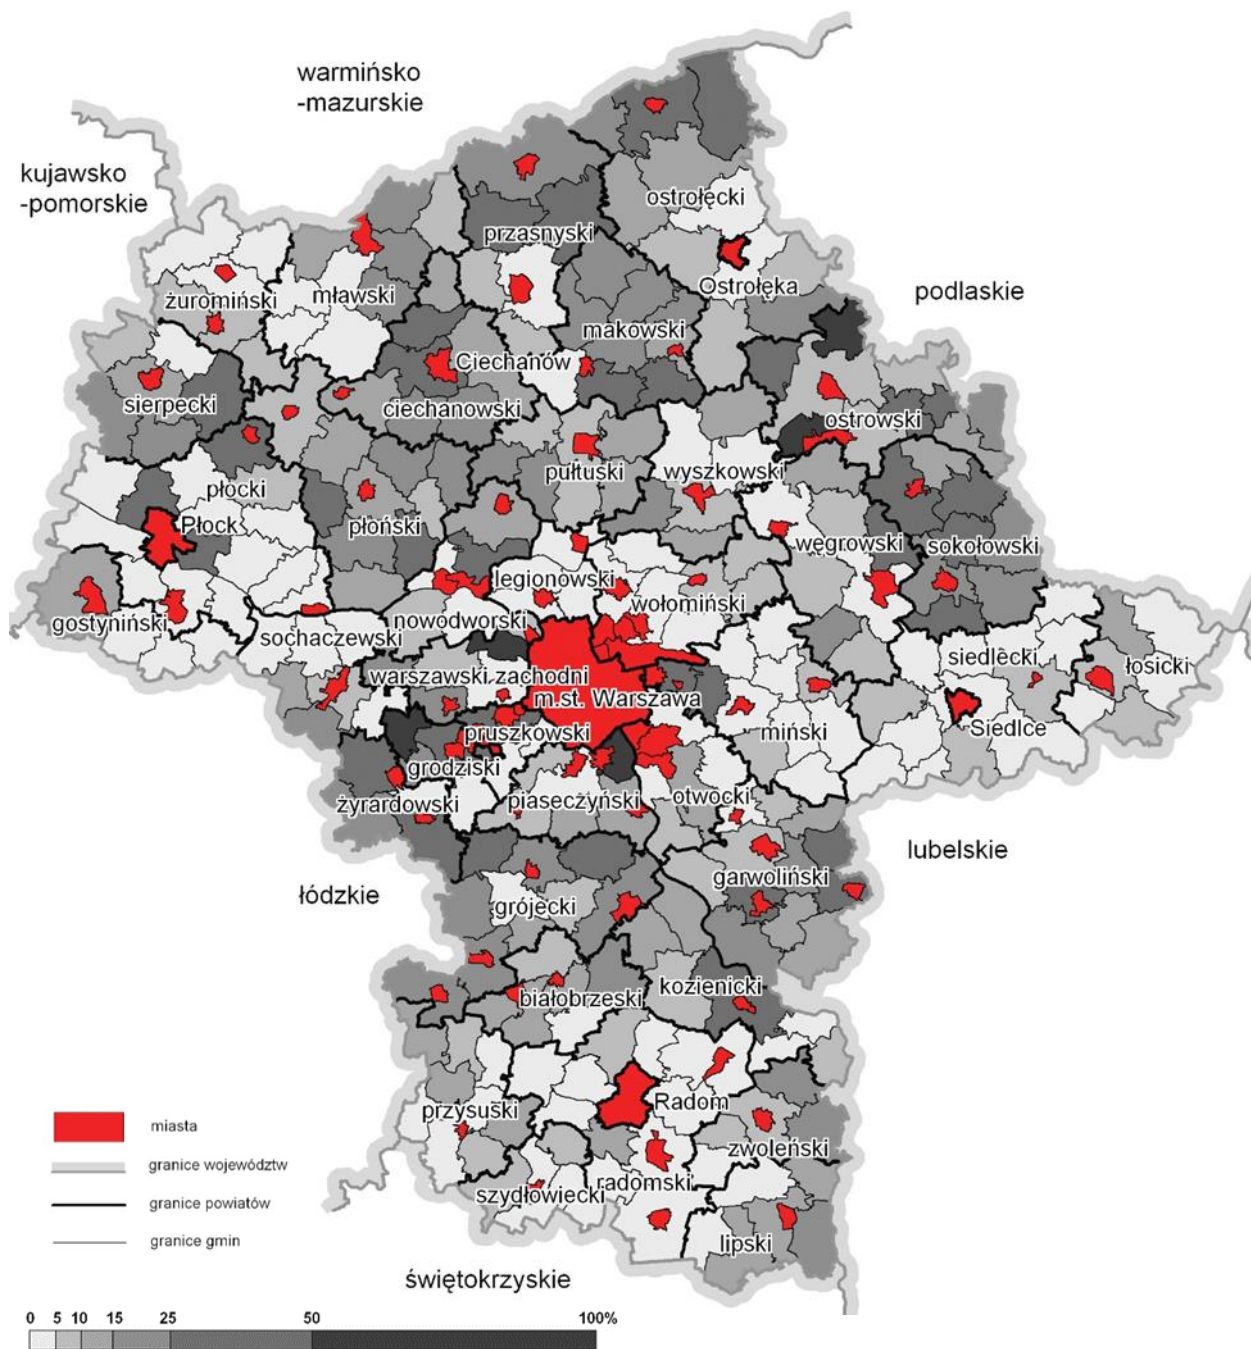 warmińsko
-mazurskie
kujawsko
-pomorskie
ostrołęcki
przasnyski
Ostrołęka
podlaskie
żuromiński
mławski
makowski
Ciechanów
sierpecki
ciechanowski
ostrowski
pułtuski
wyszkowski
płocki
Płock
płoński
węgrowski
sokołowski
legionowski
wołomiński
gostyniński
nowodworski
sochaczewski
siedlecki
łosicki
warszawski zachodni
m.st. Warszawa
pruszkowski
miński
Siedlce
grodziski
żyrardowski
piaseczyński
otwocki
lubelskie
garwoliński
łódzkie
grójecki
kozienicki
białobrzeski
Radom
przysuski
zwoleński
szydłowiecki
radomski
lipski
świętokrzyskie
miasta
granice województw
granice powiatów
granice gmin
0 5 10 15 25 50 100%